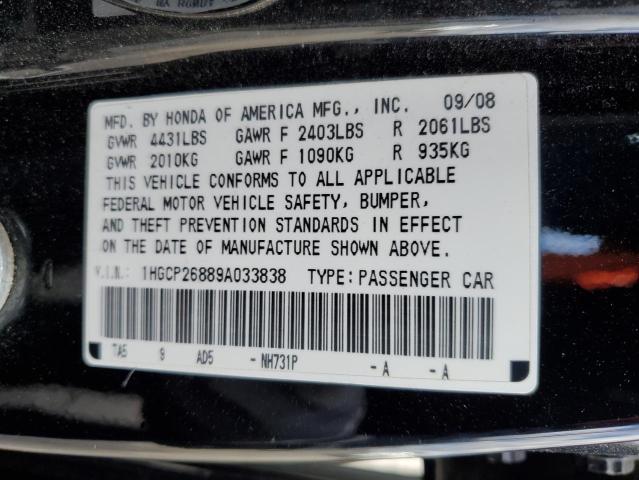 MFD. BY HONDA OF AMERICA MFG., INC. 09/08
GVWR 4431LBS GAWR F 2403LBS R 2061LBS
GVWR 2010KG GAWR F 1090KG R 935KG
THIS VEHICLE CONFORMS TO ALL APPLICABLE
FEDERAL MOTOR VEHICLE SAFETY, BUMPER,
AND THEFT PREVENTION STANDARDS IN EFFECT
ON THE DATE OF MANUFACTURE SHOWN ABOVE.
V.I.N.: 1HGCP26889A033838 TYPE:PASSENGER CAR
TA5 9 AD5 -NH731P -A -A